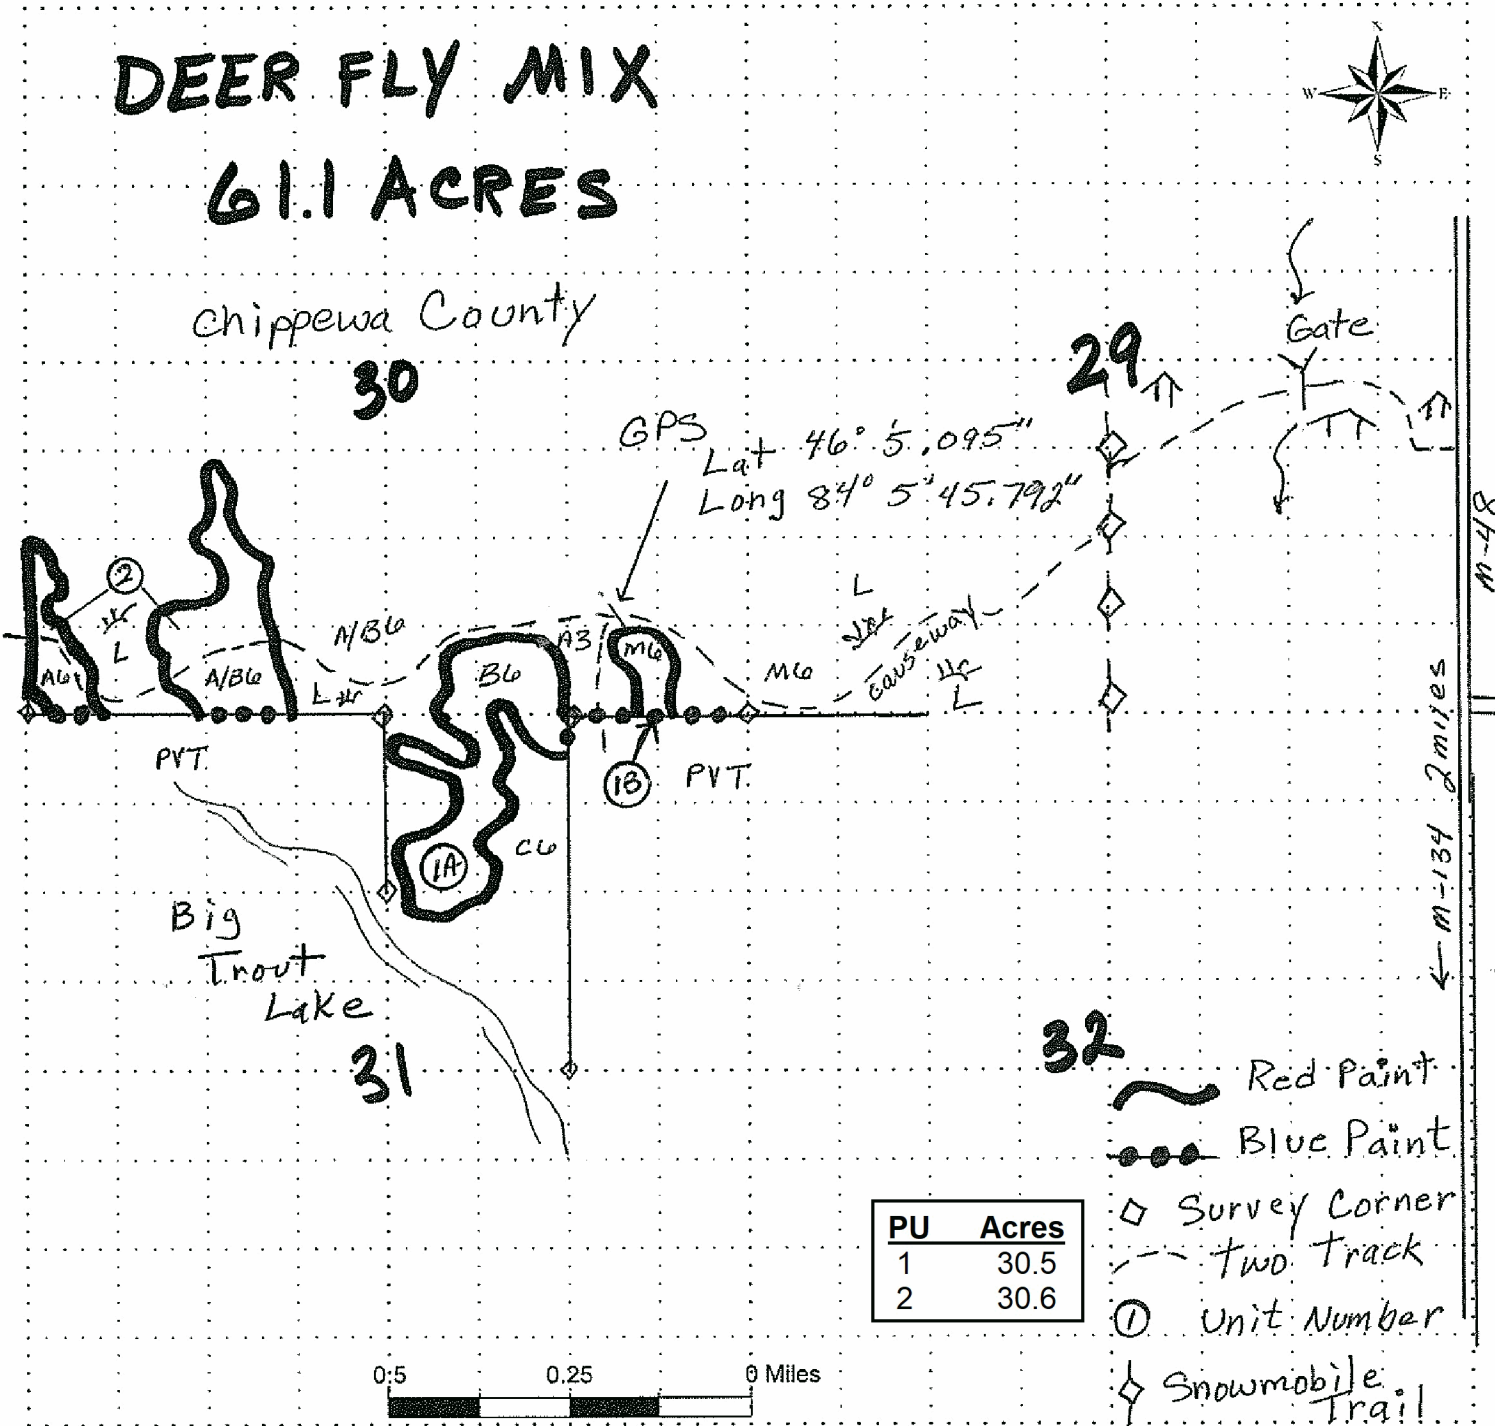 DEER FLY MIX
61.1 ACRES
Chippewa County
N
W E
S
30
29
Gate
GPS
Lat 46° 5' .095"
Long 84° 5' 45.792"
M-48
2
L
A6
A/B6
A/B6
L
B6
A3
M6
M6
L
causeway
L
PVT
1B
PVT
1A
C6
Big
Trout
Lake
31
32
← M-134 2 miles
Red Paint
Blue Paint
Survey Corner
Two Track
1 Unit Number
Snowmobile
Trail
PU Acres
1 30.5
2 30.6
0.5 0.25 0 Miles